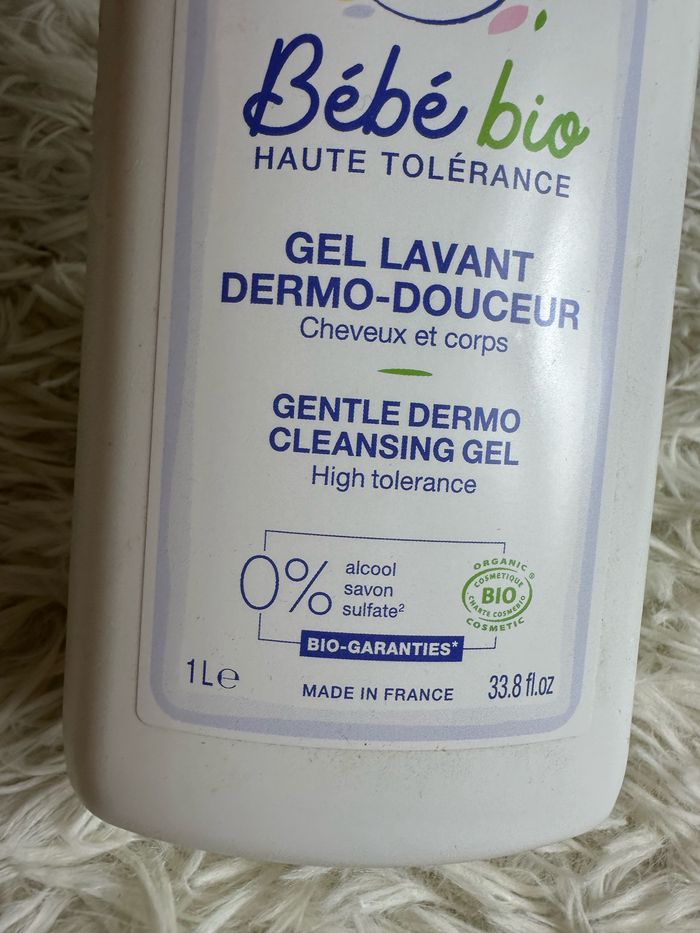 Bébé bio
HAUTE TOLÉRANCE
GEL LAVANT
DERMO-DOUCEUR
Cheveux et corps
GENTLE DERMO
CLEANSING GEL
High tolerance
0%
alcool
savon
sulfate²
ORGANIC ®
COSMETIQUE
BIO
CHARTE COSMEBIO
COSMETIC
BIO-GARANTIES*
1L℮
MADE IN FRANCE
33.8 fl.oz